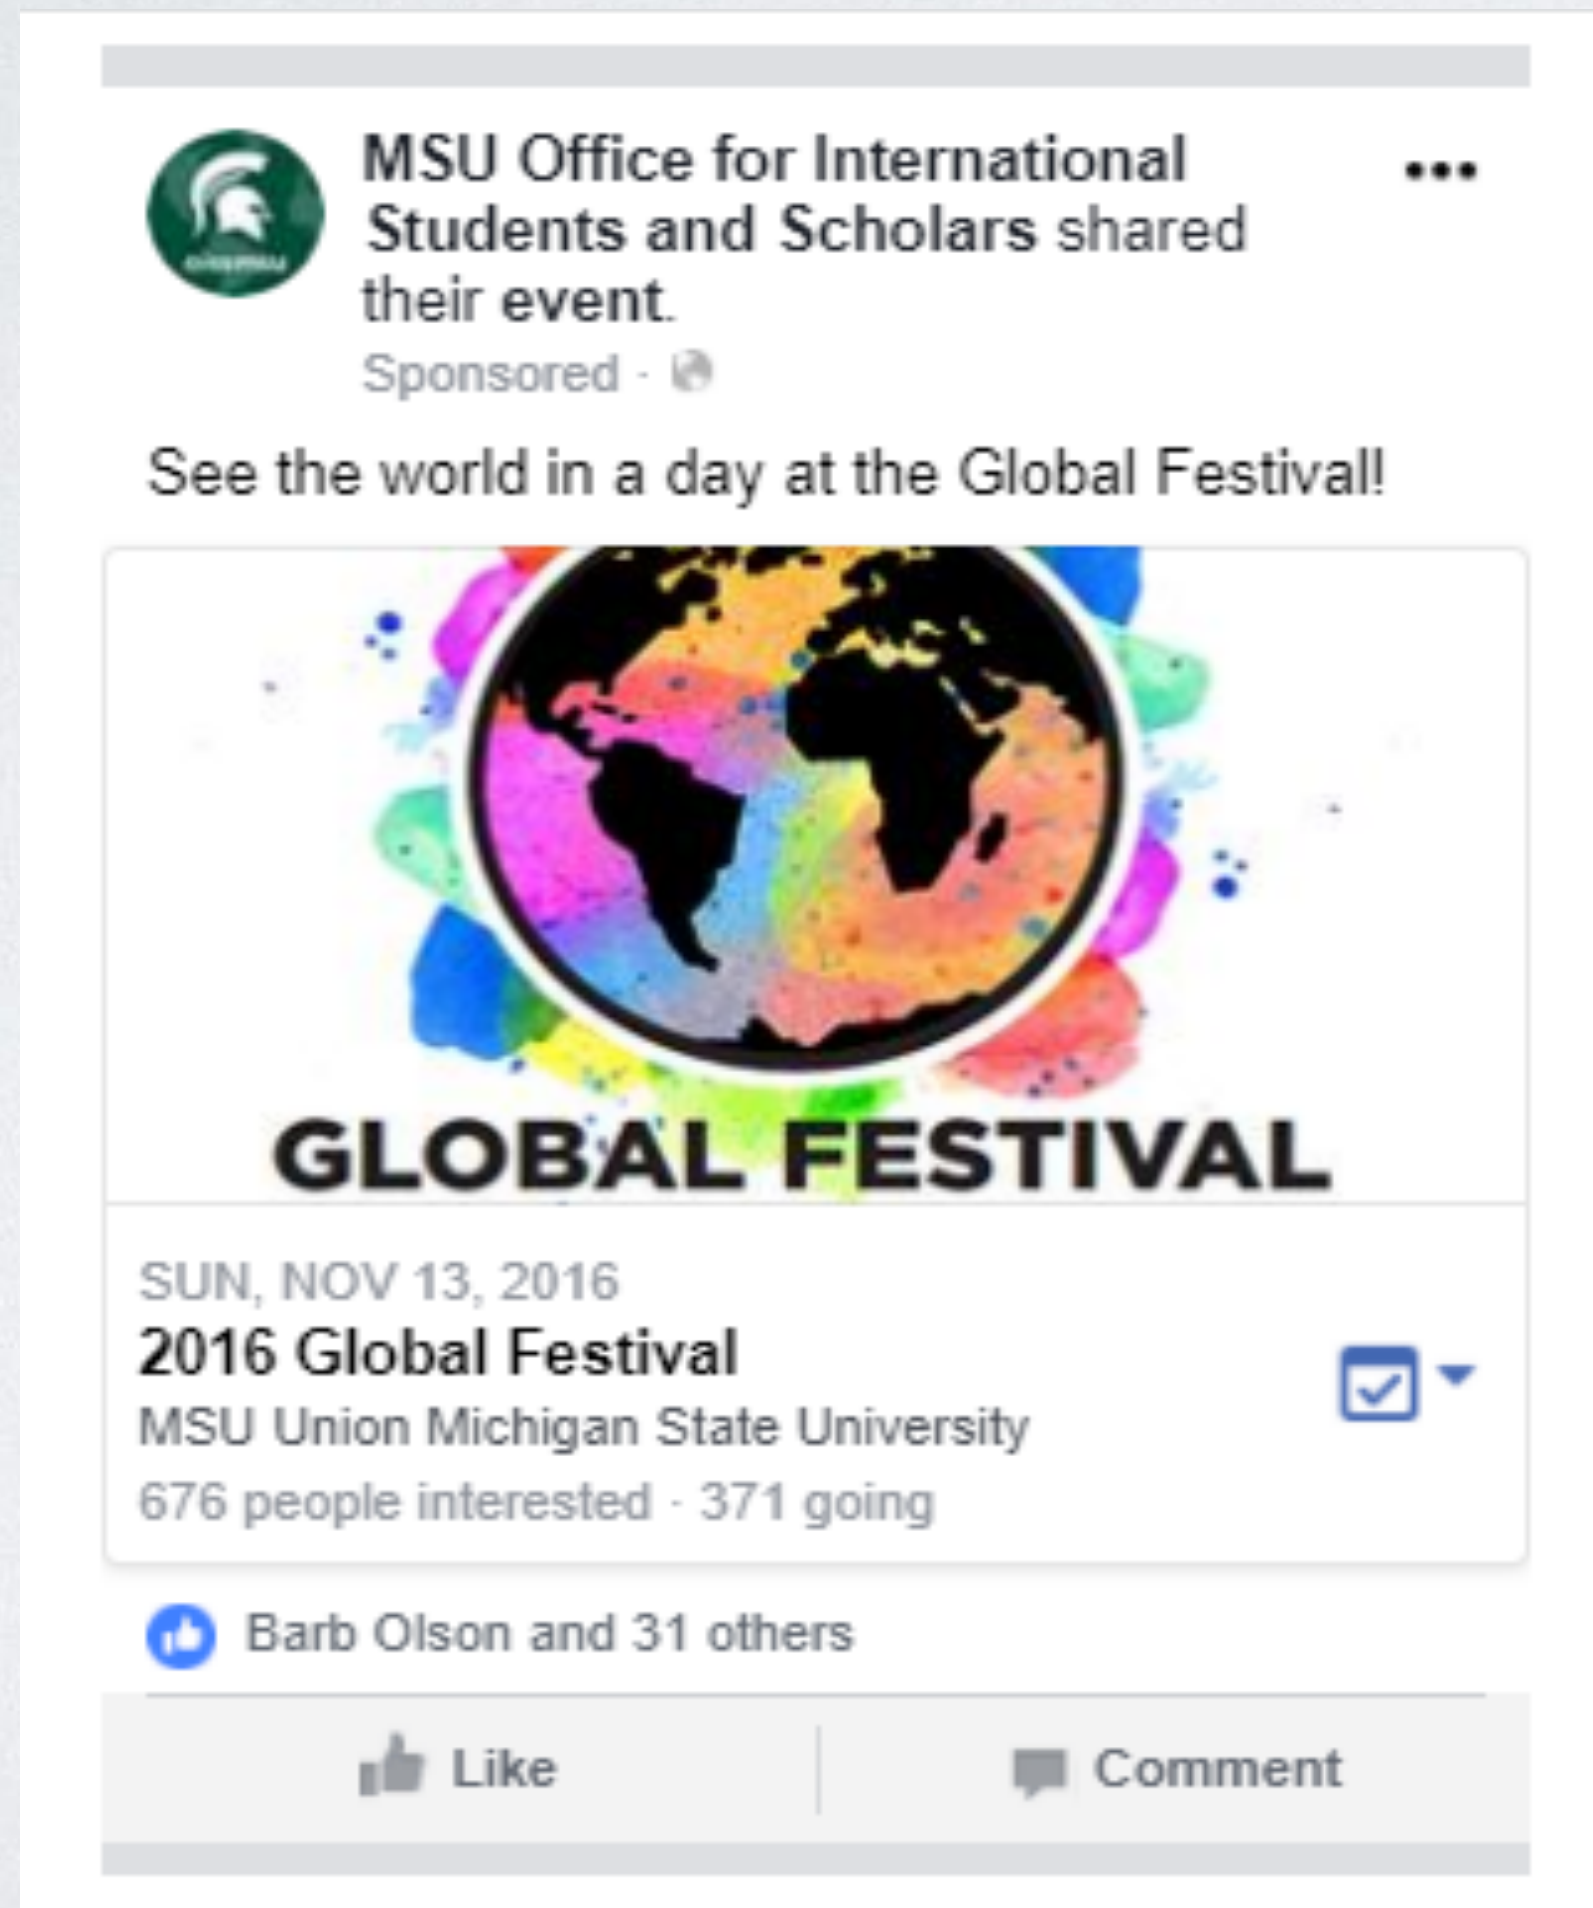 MSU Office for International
Students and Scholars shared
their event.
Sponsored ·
See the world in a day at the Global Festival!
GLOBAL FESTIVAL
SUN, NOV 13, 2016
2016 Global Festival
MSU Union Michigan State University
676 people interested · 371 going
Barb Olson and 31 others
Like
Comment